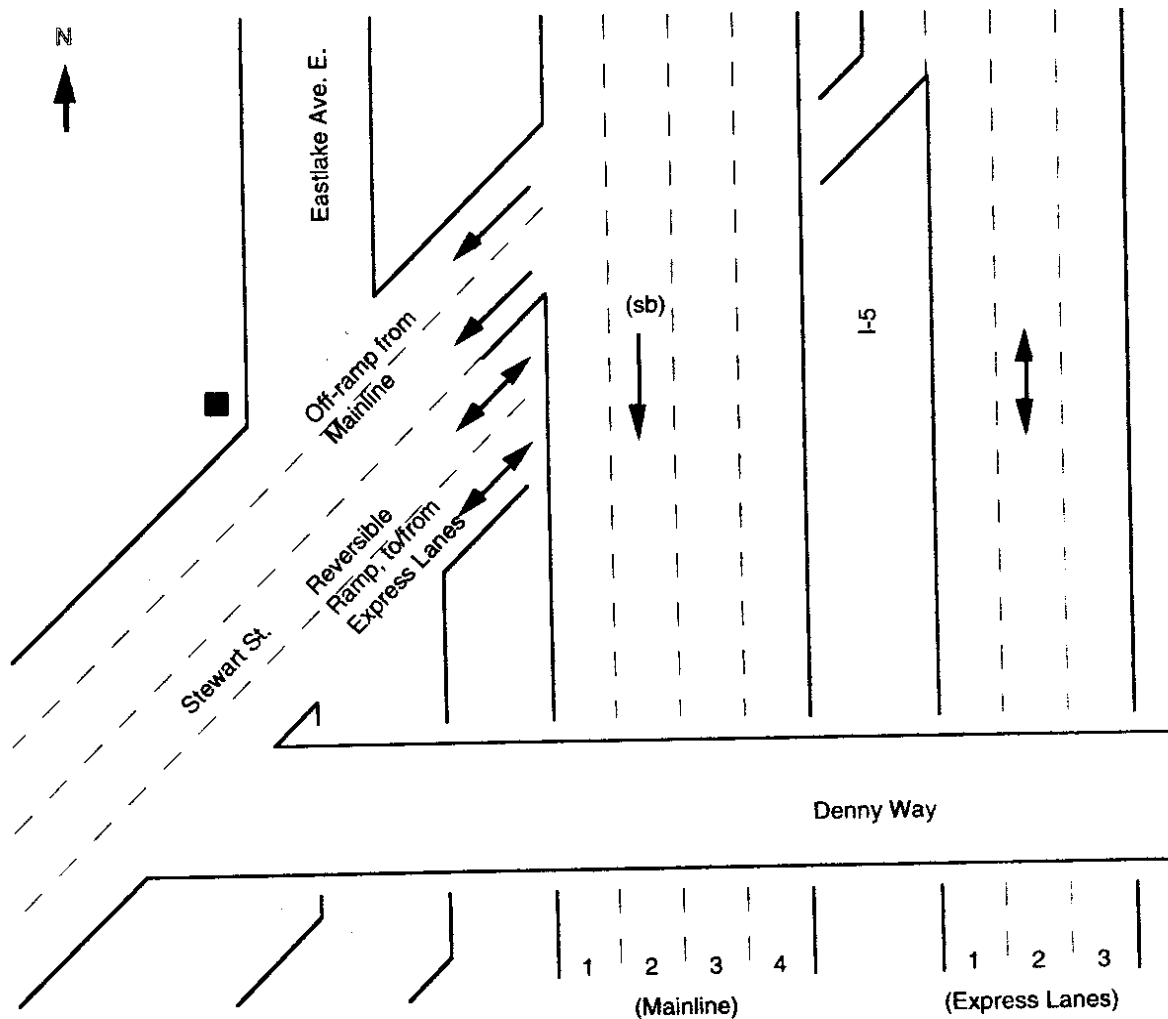 N
Eastlake Ave. E.
(sb)
I-5
Off-ramp from
Mainline
Reversible
Ramp, to/from
Express Lanes
Stewart St.
Denny Way
1 2 3 4 1 2 3
(Mainline) (Express Lanes)